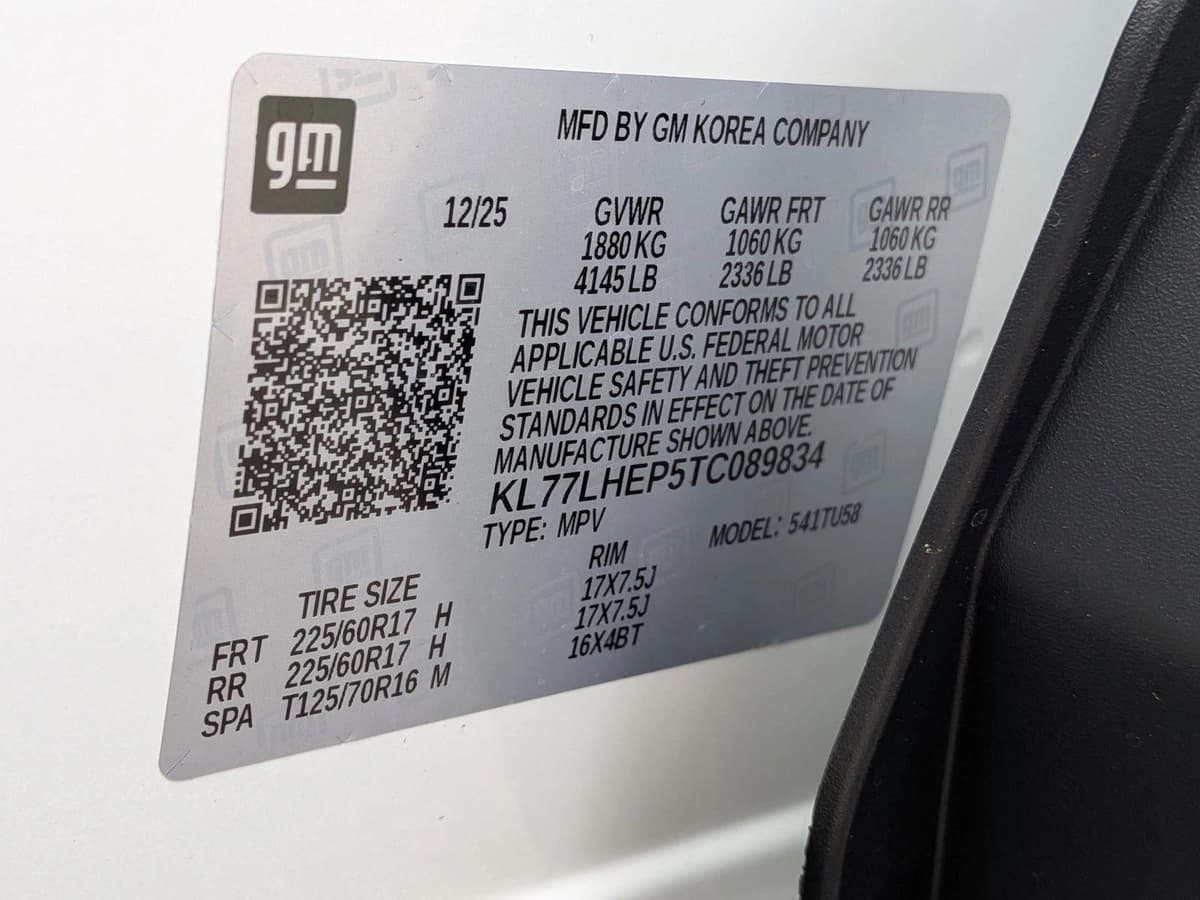 gm
MFD BY GM KOREA COMPANY
12/25 GVWR GAWR FRT GAWR RR
1880 KG 1060 KG 1060 KG
4145 LB 2336 LB 2336 LB
THIS VEHICLE CONFORMS TO ALL
APPLICABLE U.S. FEDERAL MOTOR
VEHICLE SAFETY AND THEFT PREVENTION
STANDARDS IN EFFECT ON THE DATE OF
MANUFACTURE SHOWN ABOVE.
KL77LHEP5TC089834
TYPE: MPV MODEL: 541TU58
TIRE SIZE RIM
FRT 225/60R17 H 17X7.5J
RR 225/60R17 H 17X7.5J
SPA T125/70R16 M 16X4BT